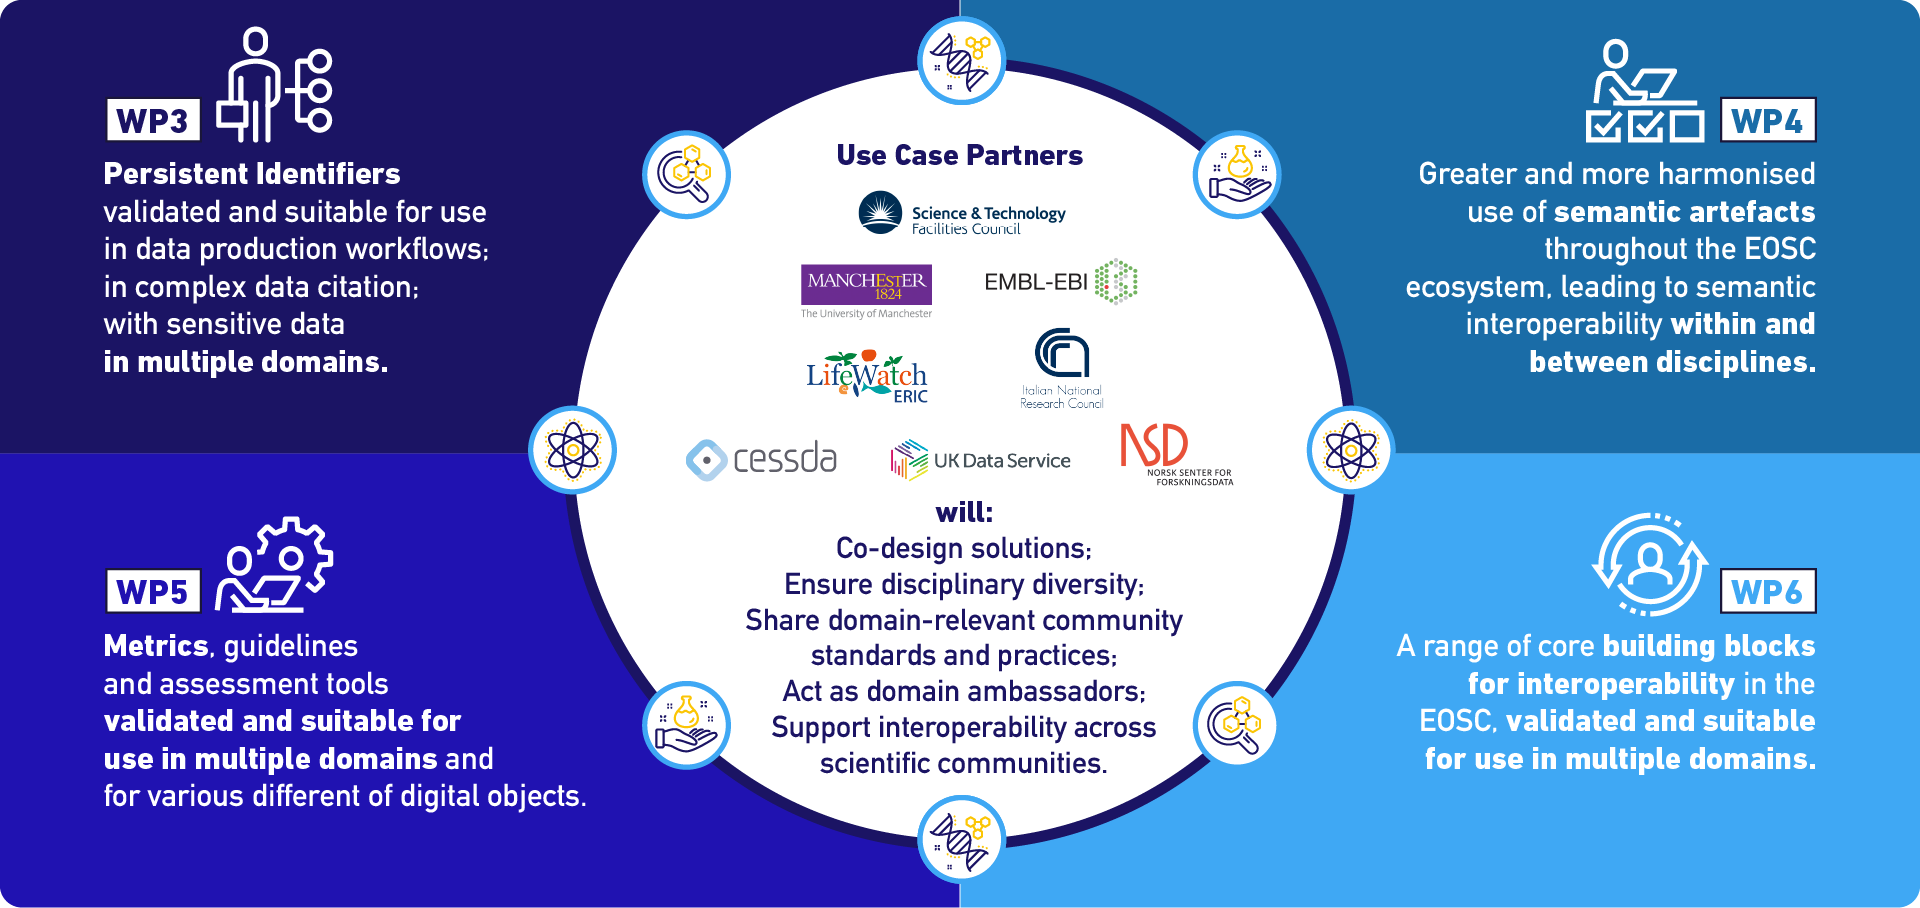 WP3
Persistent Identifiers
validated and suitable for use
in data production workflows;
in complex data citation;
with sensitive data
in multiple domains.
WP4
Greater and more harmonised
use of semantic artefacts
throughout the EOSC
ecosystem, leading to semantic
interoperability within and
between disciplines.
Use Case Partners
Science & Technology
Facilities Council
MANCHESTER
1824
The University of Manchester
EMBL-EBI
LifeWatch
ERIC
Italian National
Research Council
cessda
UK Data Service
NSD
NORSK SENTER FOR
FORSKNINGSDATA
will:
Co-design solutions;
Ensure disciplinary diversity;
Share domain-relevant community
standards and practices;
Act as domain ambassadors;
Support interoperability across
scientific communities.
WP5
Metrics, guidelines
and assessment tools
validated and suitable for
use in multiple domains and
for various different of digital objects.
WP6
A range of core building blocks
for interoperability in the
EOSC, validated and suitable
for use in multiple domains.